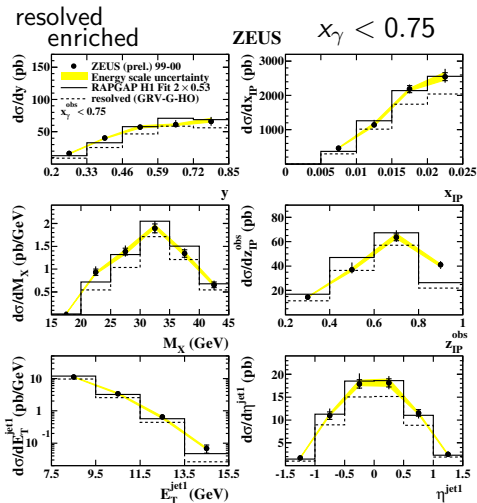 resolved
enriched
ZEUS
xγ < 0.75
dσ/dy (pb)
150
100
50
0.2 0.33 0.46 0.59 0.72 0.85
y
ZEUS (prel.) 99-00
Energy scale uncertainty
RAPGAP H1 Fit 2 × 0.53
resolved (GRV-G-HO)
xγ^obs < 0.75
dσ/dx_IP (pb)
3000
2000
1000
0 0.005 0.01 0.015 0.02 0.025
x_IP
dσ/dM_X (pb/GeV)
2
1.5
1
0.5
15 20 25 30 35 40 45
M_X (GeV)
dσ/dz_IP^obs (pb)
80
60
40
20
0.2 0.4 0.6 0.8 1
z_IP^obs
dσ/dE_T^jet1 (pb/GeV)
10
1
10^-1
7.5 9.5 11.5 13.5 15.5
E_T^jet1 (GeV)
dσ/dη^jet1 (pb)
20
15
10
5
-1.5 -1 -0.5 0 0.5 1 1.5
η^jet1